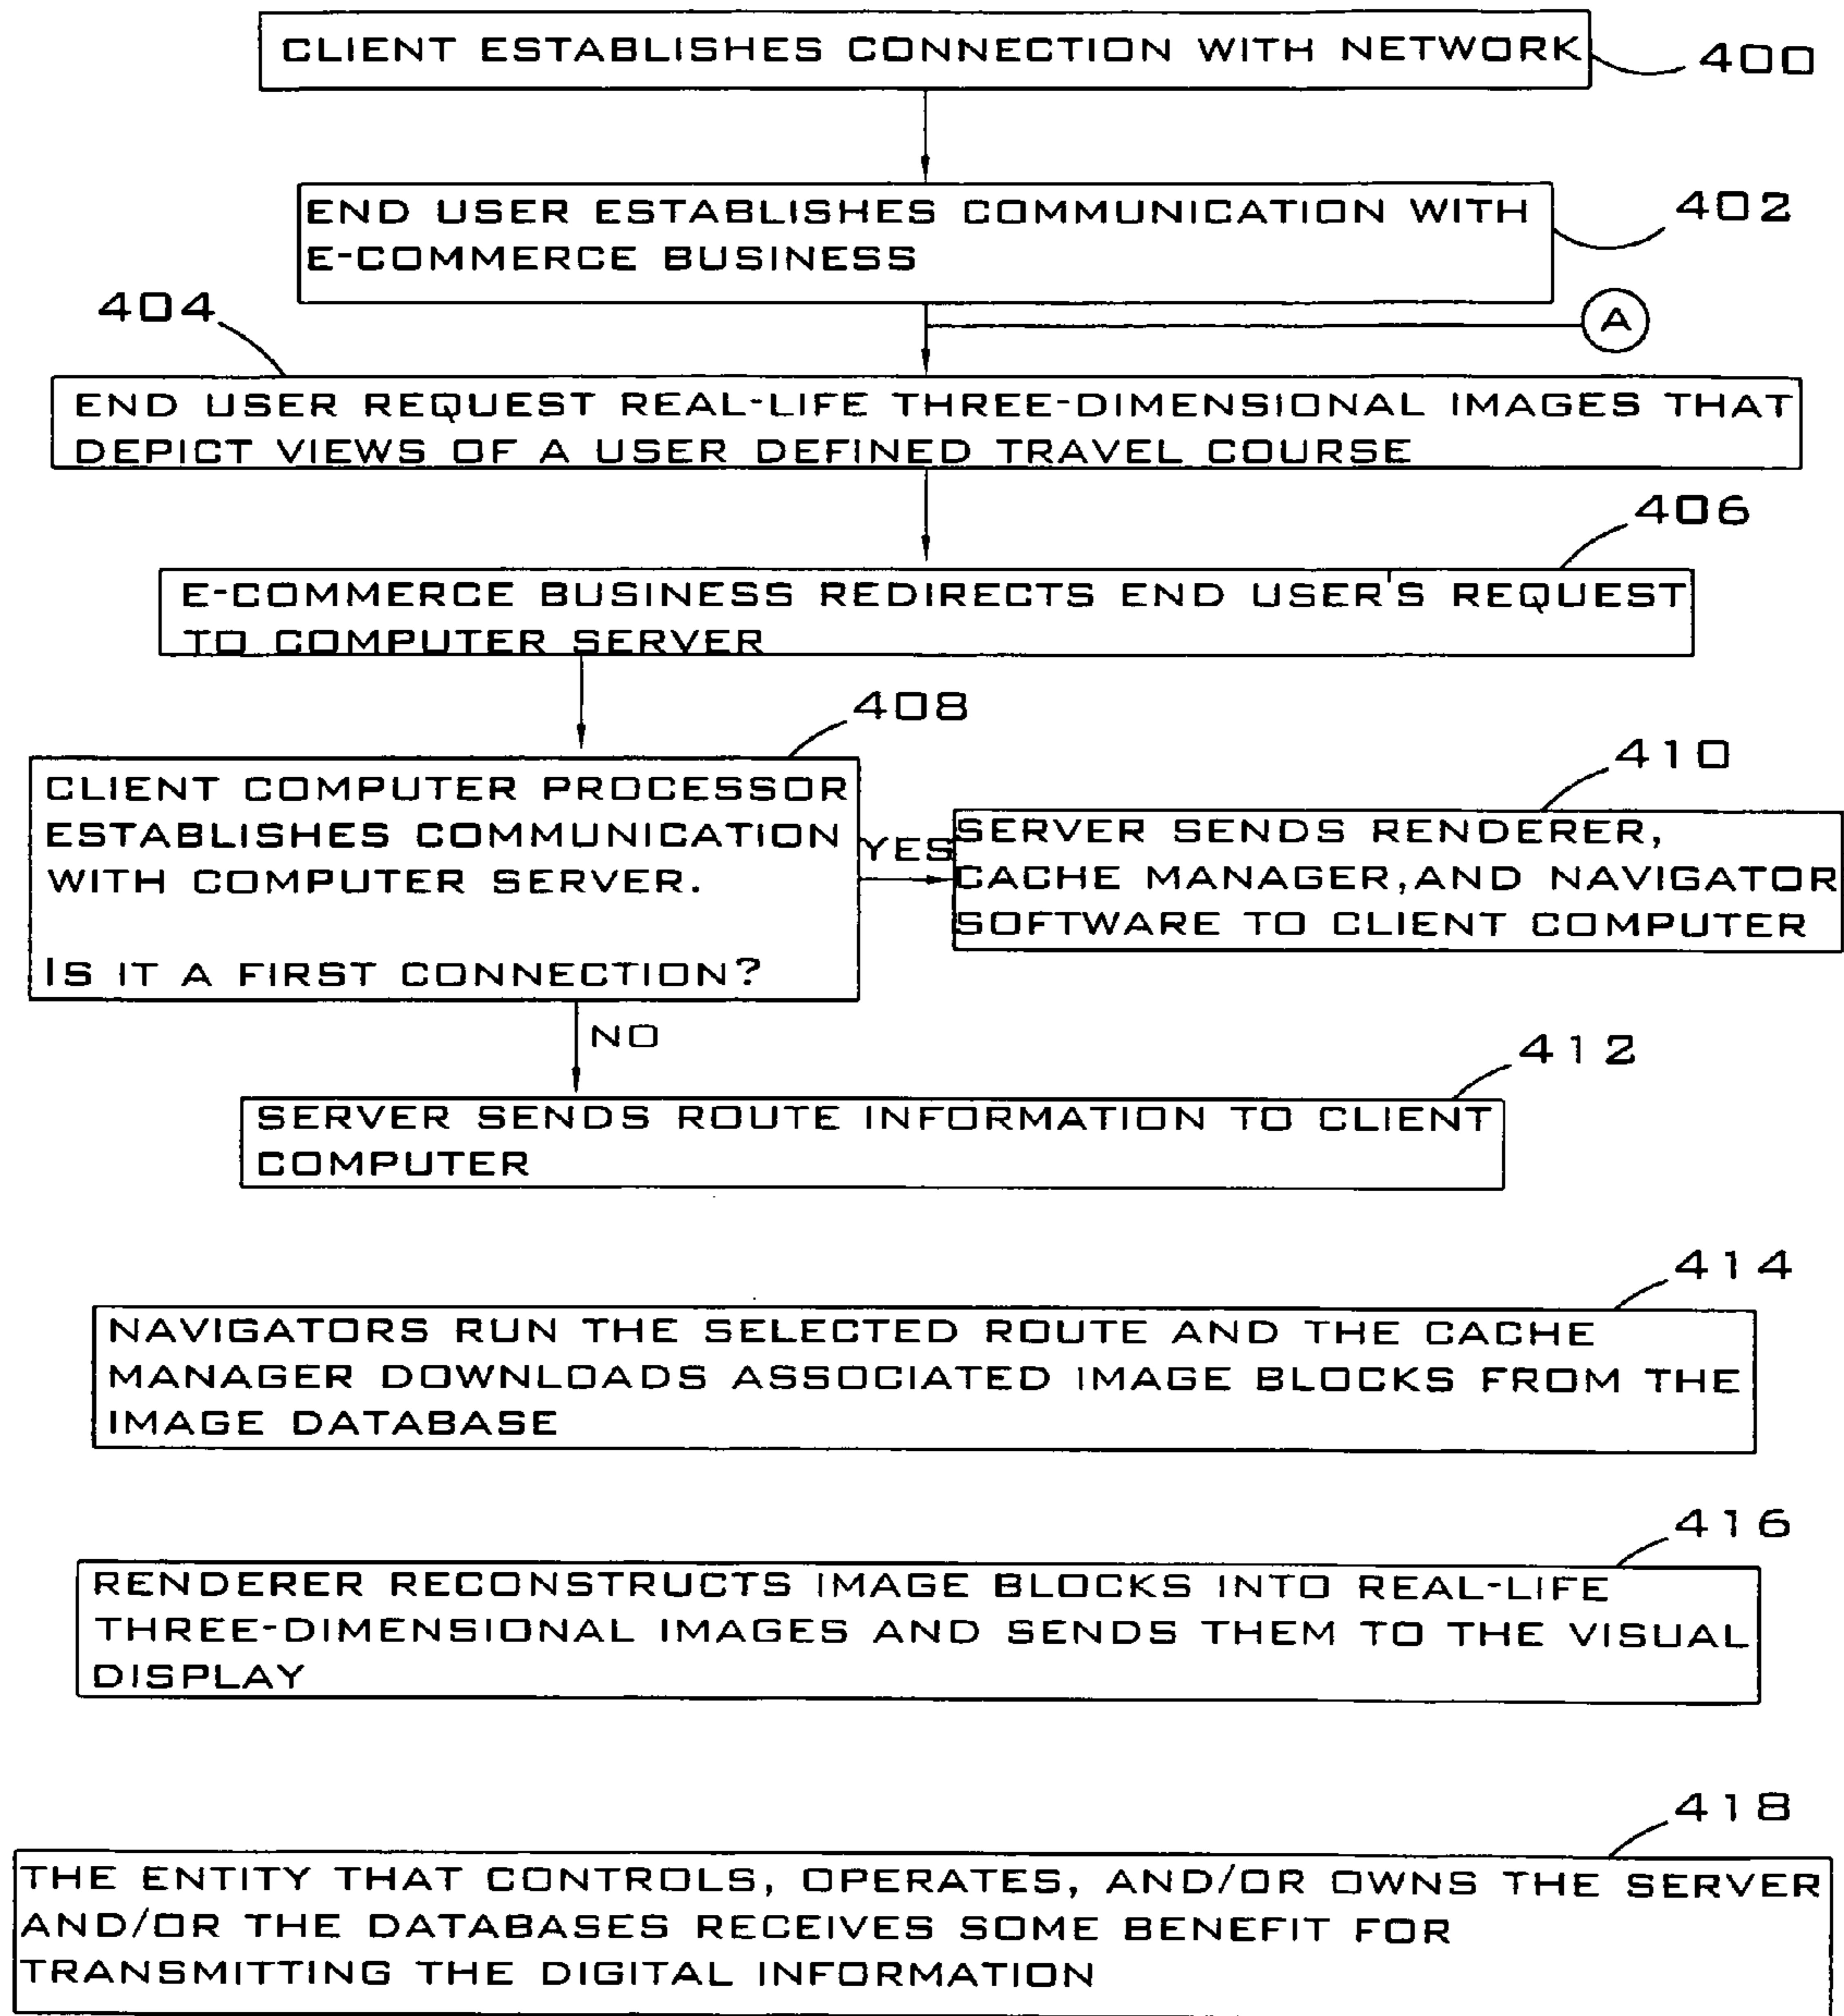 CLIENT ESTABLISHES CONNECTION WITH NETWORK
400
END USER ESTABLISHES COMMUNICATION WITH
E-COMMERCE BUSINESS
402
A
404
END USER REQUEST REAL-LIFE THREE-DIMENSIONAL IMAGES THAT
DEPICT VIEWS OF A USER DEFINED TRAVEL COURSE
406
E-COMMERCE BUSINESS REDIRECTS END USER'S REQUEST
TO COMPUTER SERVER
408
CLIENT COMPUTER PROCESSOR
ESTABLISHES COMMUNICATION
WITH COMPUTER SERVER.
IS IT A FIRST CONNECTION?
YES
410
SERVER SENDS RENDERER,
CACHE MANAGER,AND NAVIGATOR
SOFTWARE TO CLIENT COMPUTER
NO
412
SERVER SENDS ROUTE INFORMATION TO CLIENT
COMPUTER
414
NAVIGATORS RUN THE SELECTED ROUTE AND THE CACHE
MANAGER DOWNLOADS ASSOCIATED IMAGE BLOCKS FROM THE
IMAGE DATABASE
416
RENDERER RECONSTRUCTS IMAGE BLOCKS INTO REAL-LIFE
THREE-DIMENSIONAL IMAGES AND SENDS THEM TO THE VISUAL
DISPLAY
418
THE ENTITY THAT CONTROLS, OPERATES, AND/OR OWNS THE SERVER
AND/OR THE DATABASES RECEIVES SOME BENEFIT FOR
TRANSMITTING THE DIGITAL INFORMATION